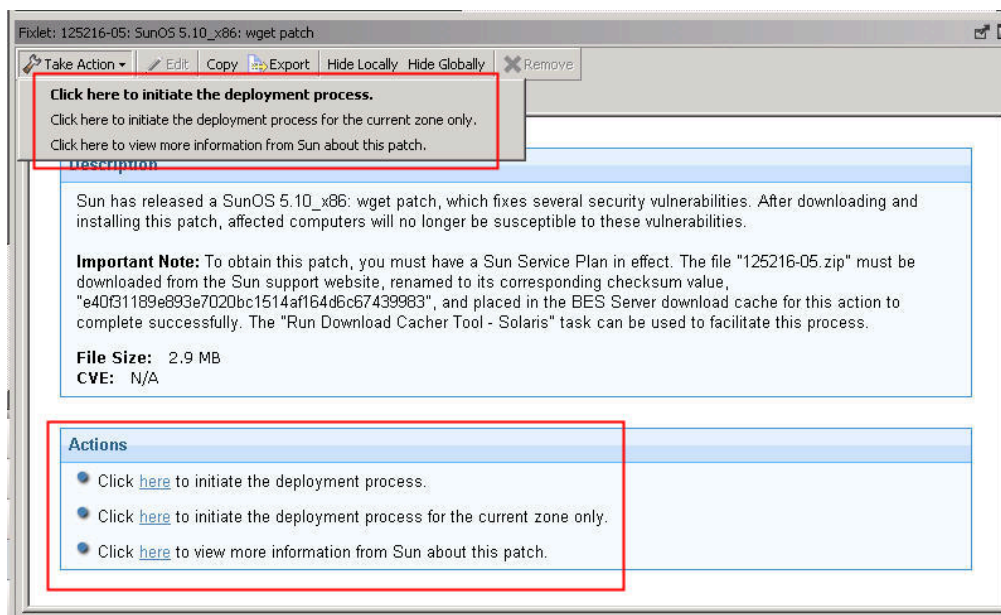 Fixlet: 125216-05: SunOS 5.10_x86: wget patch
Take Action Edit Copy Export Hide Locally Hide Globally Remove
Click here to initiate the deployment process.
Click here to initiate the deployment process for the current zone only.
Click here to view more information from Sun about this patch.
Description
Sun has released a SunOS 5.10_x86: wget patch, which fixes several security vulnerabilities. After downloading and
installing this patch, affected computers will no longer be susceptible to these vulnerabilities.
Important Note: To obtain this patch, you must have a Sun Service Plan in effect. The file "125216-05.zip" must be
downloaded from the Sun support website, renamed to its corresponding checksum value,
"e40f31189e893e7020bc1514af164d6c67439983", and placed in the BES Server download cache for this action to
complete successfully. The "Run Download Cacher Tool - Solaris" task can be used to facilitate this process.
File Size: 2.9 MB
CVE: N/A
Actions
Click here to initiate the deployment process.
Click here to initiate the deployment process for the current zone only.
Click here to view more information from Sun about this patch.